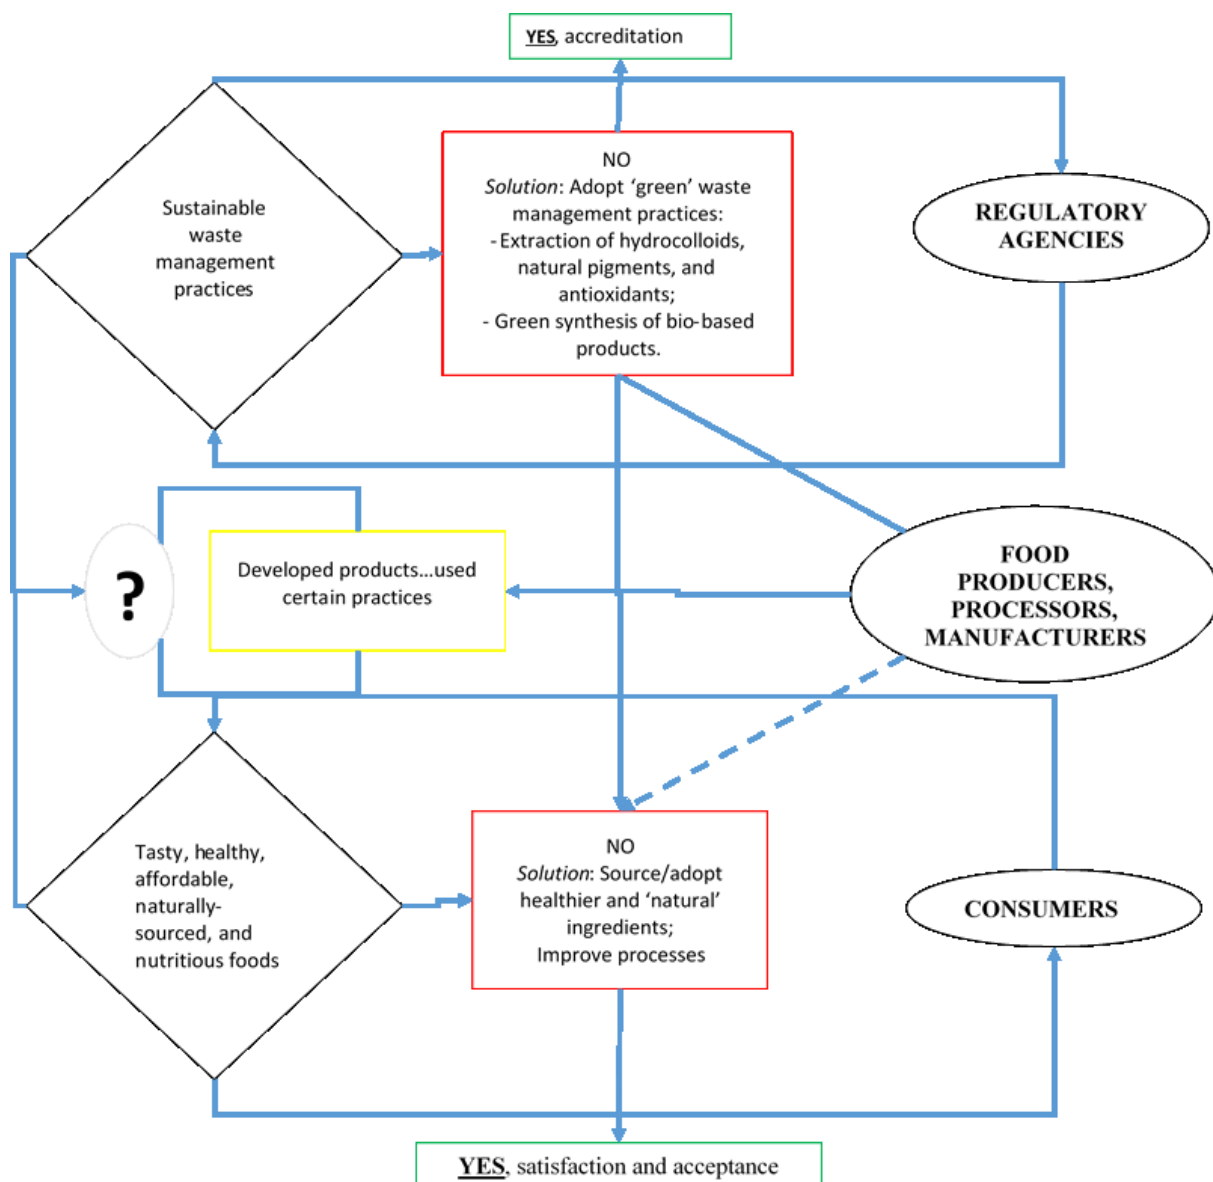 YES, accreditation
NO
Solution: Adopt ‘green’ waste
management practices:
- Extraction of hydrocolloids,
natural pigments, and
antioxidants;
- Green synthesis of bio-based
products.
Sustainable
waste
management
practices
REGULATORY
AGENCIES
?
Developed products...used
certain practices
FOOD
PRODUCERS,
PROCESSORS,
MANUFACTURERS
Tasty, healthy,
affordable,
naturally-
sourced, and
nutritious foods
NO
Solution: Source/adopt
healthier and ‘natural’
ingredients;
Improve processes
CONSUMERS
YES, satisfaction and acceptance